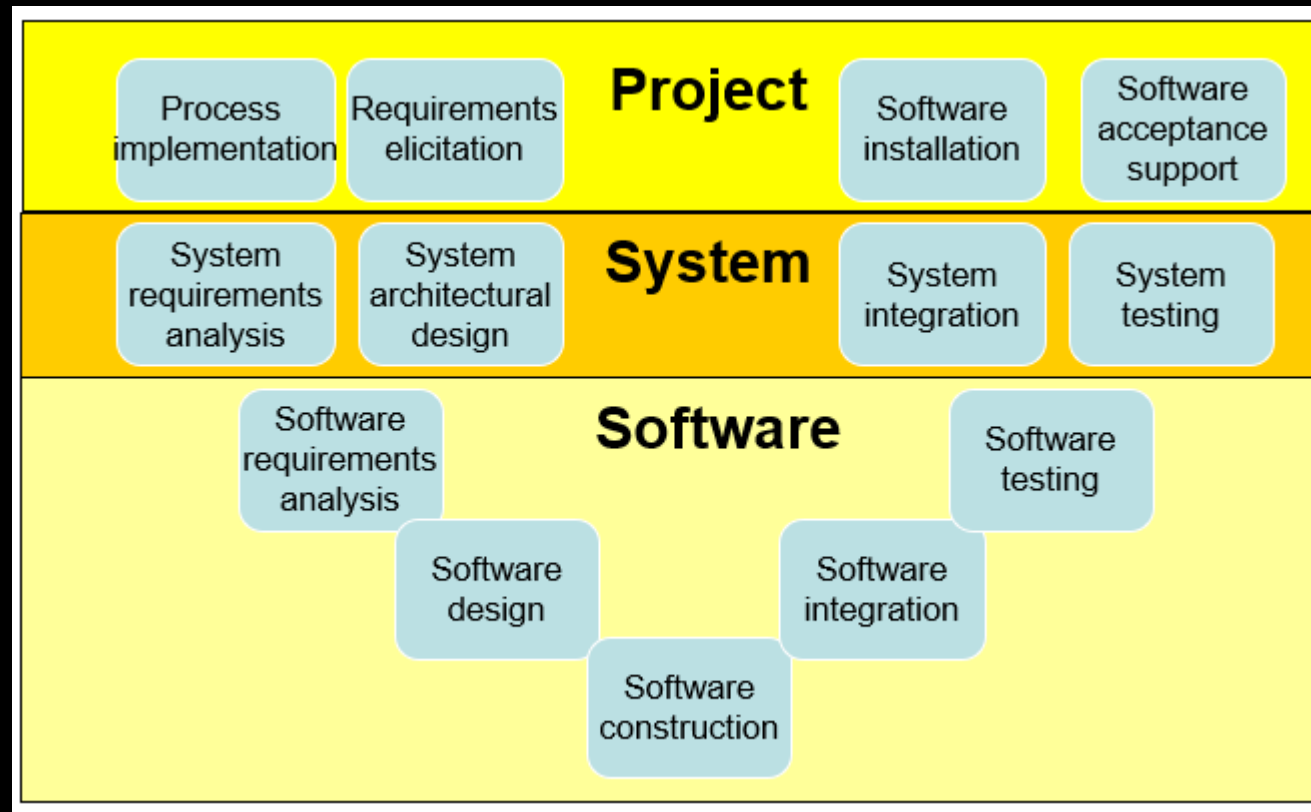 Project
Process
implementation
Requirements
elicitation
Software
installation
Software
acceptance
support
System
System
requirements
analysis
System
architectural
design
System
integration
System
testing
Software
Software
requirements
analysis
Software
testing
Software
design
Software
integration
Software
construction